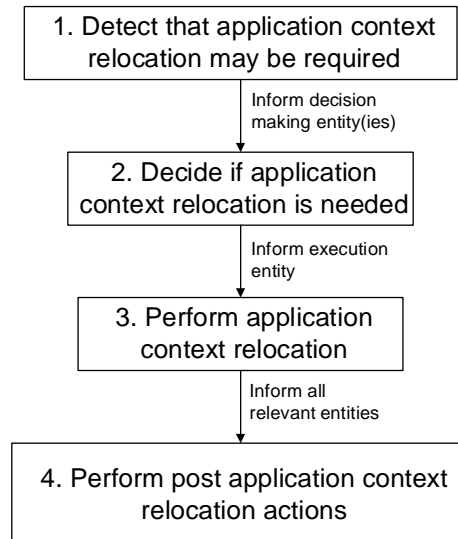 1. Detect that application context
relocation may be required
Inform decision
making entity(ies)
2. Decide if application
context relocation is needed
Inform execution
entity
3. Perform application
context relocation
Inform all
relevant entities
4. Perform post application context
relocation actions